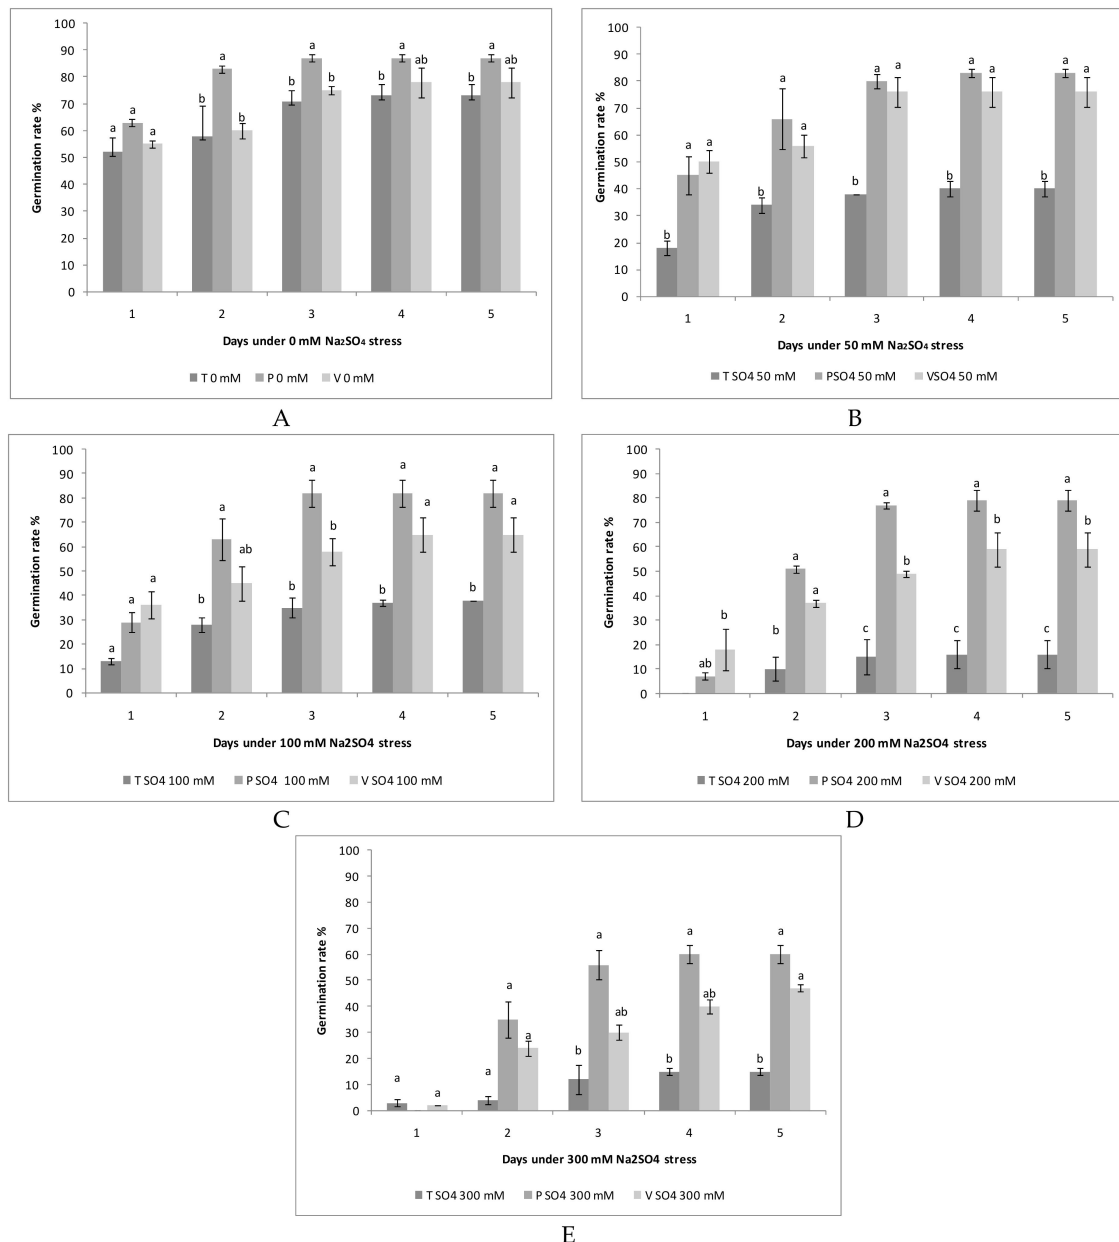 100
90
80
70
60
50
40
30
20
10
0
Germination rate %
a a a
b a b
b a b
b a ab
b a ab
1 2 3 4 5
Days under 0 mM Na₂SO₄ stress
T 0 mM P 0 mM V 0 mM
A
100
90
80
70
60
50
40
30
20
10
0
Germination rate %
b a a
b a a
b a a
b a a
b a a
1 2 3 4 5
Days under 50 mM Na₂SO₄ stress
T SO4 50 mM PSO4 50 mM VSO4 50 mM
B
100
90
80
70
60
50
40
30
20
10
0
Germination rate %
a a a
b a ab
b a b
b a a
b a a
1 2 3 4 5
Days under 100 mM Na2SO4 stress
T SO4 100 mM P SO4 100 mM V SO4 100 mM
C
100
90
80
70
60
50
40
30
20
10
0
Germination rate %
ab b
b a a
c a b
c a b
c a b
1 2 3 4 5
Days under 200 mM Na2SO4 stress
T SO4 200 mM P SO4 200 mM V SO4 200 mM
D
100
90
80
70
60
50
40
30
20
10
0
Germination rate %
a a
a a a
b a ab
b a ab
b a a
1 2 3 4 5
Days under 300 mM Na2SO4 stress
T SO4 300 mM P SO4 300 mM V SO4 300 mM
E